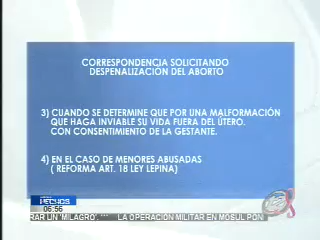 CORRESPONDENCIA SOLICITANDO
DESPENALIZACIÓN DEL ABORTO
3) CUANDO SE DETERMINE QUE POR UNA MALFORMACIÓN
QUE HAGA INVIABLE SU VIDA FUERA DEL ÚTERO.
CON CONSENTIMIENTO DE LA GESTANTE.
4) EN EL CASO DE MENORES ABUSADAS
( REFORMA ART. 18 LEY LEPINA)
HECHOS
06:56
RAR UN 'MILAGRO', *** LA OPERACIÓN MILITAR EN MOSUL PON